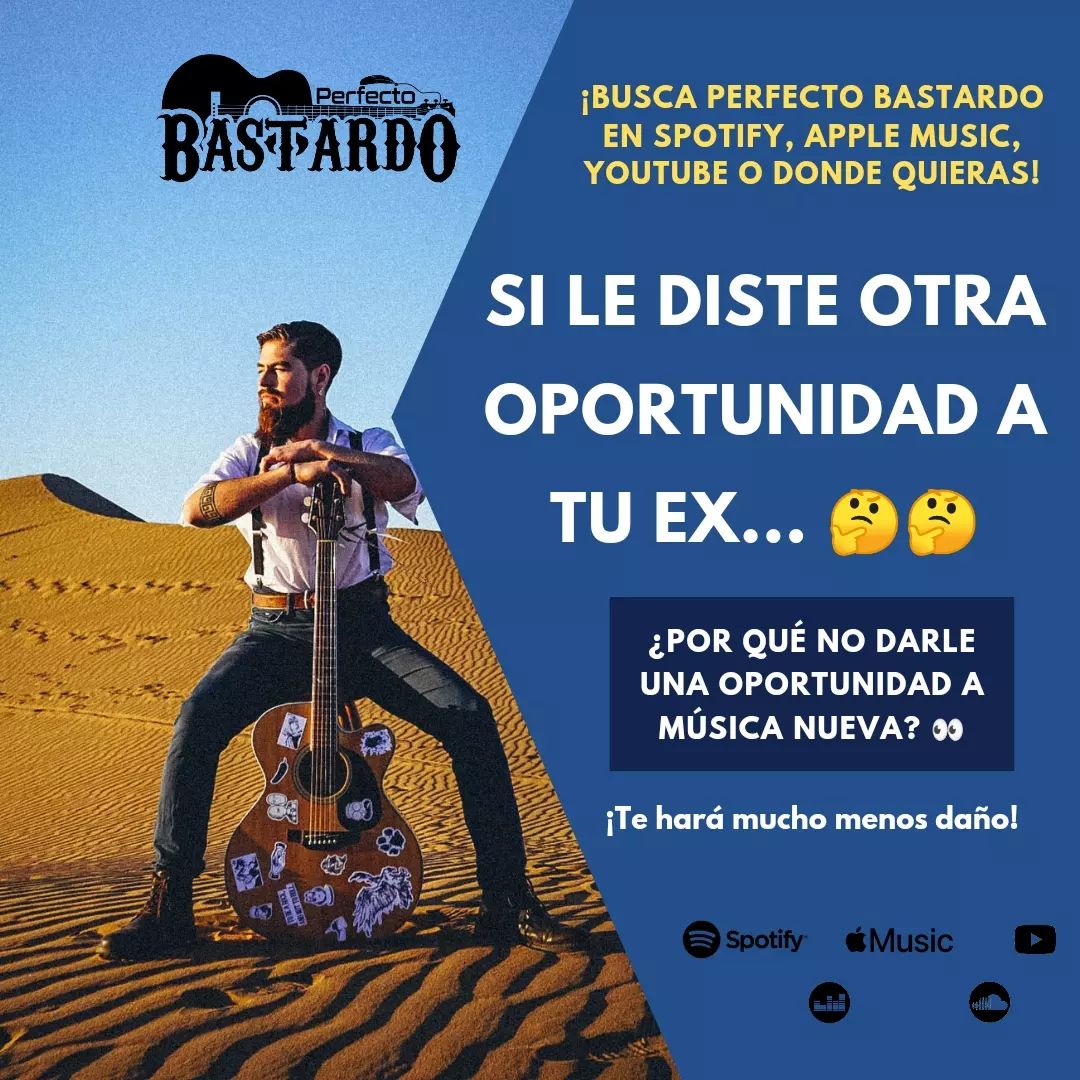 Perfecto
BASTARDO
¡BUSCA PERFECTO BASTARDO
EN SPOTIFY, APPLE MUSIC,
YOUTUBE O DONDE QUIERAS!
SI LE DISTE OTRA
OPORTUNIDAD A
TU EX... 🤔🤔
¿POR QUÉ NO DARLE
UNA OPORTUNIDAD A
MÚSICA NUEVA? 👀
¡Te hará mucho menos daño!
Spotify
Music